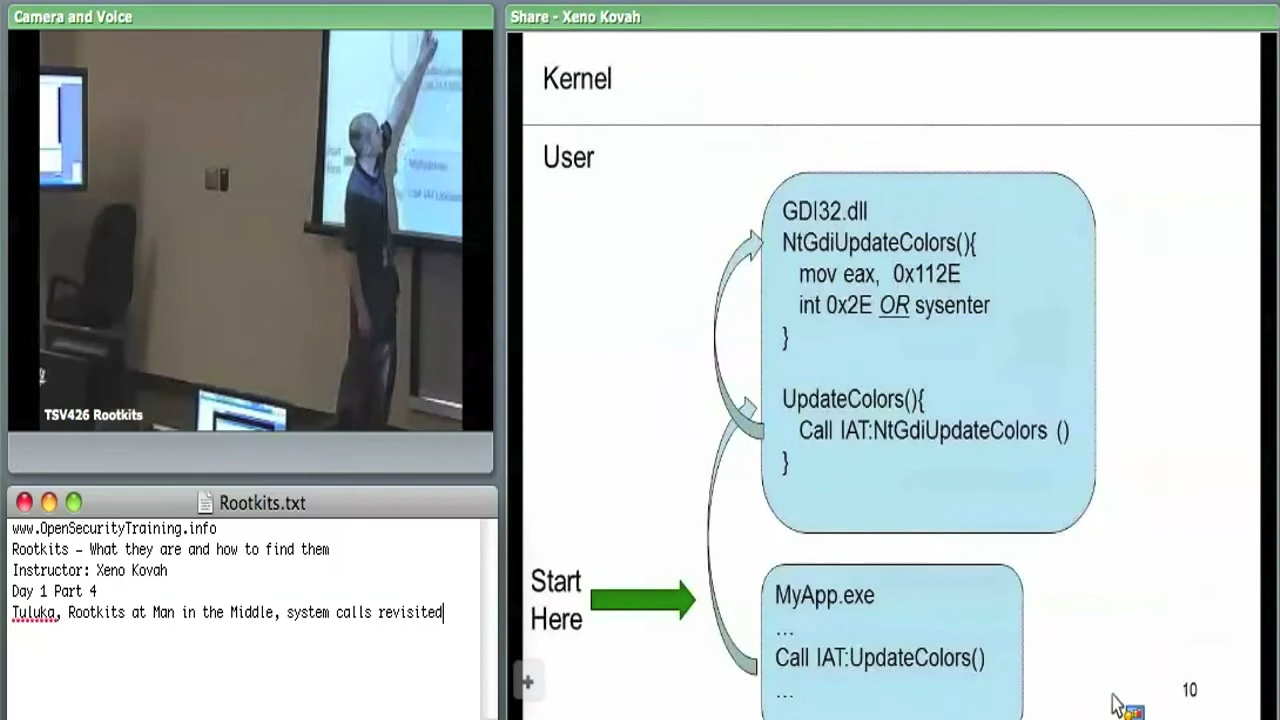 Camera and Voice
TSV426 Rootkits
Rootkits.txt
www.OpenSecurityTraining.info
Rootkits – What they are and how to find them
Instructor: Xeno Kovah
Day 1 Part 4
Tuluka, Rootkits at Man in the Middle, system calls revisited
Share - Xeno Kovah
Kernel
User
GDI32.dll
NtGdiUpdateColors(){
mov eax, 0x112E
int 0x2E OR sysenter
}
UpdateColors(){
Call IAT:NtGdiUpdateColors ()
}
Start
Here
MyApp.exe
...
Call IAT:UpdateColors()
...
10